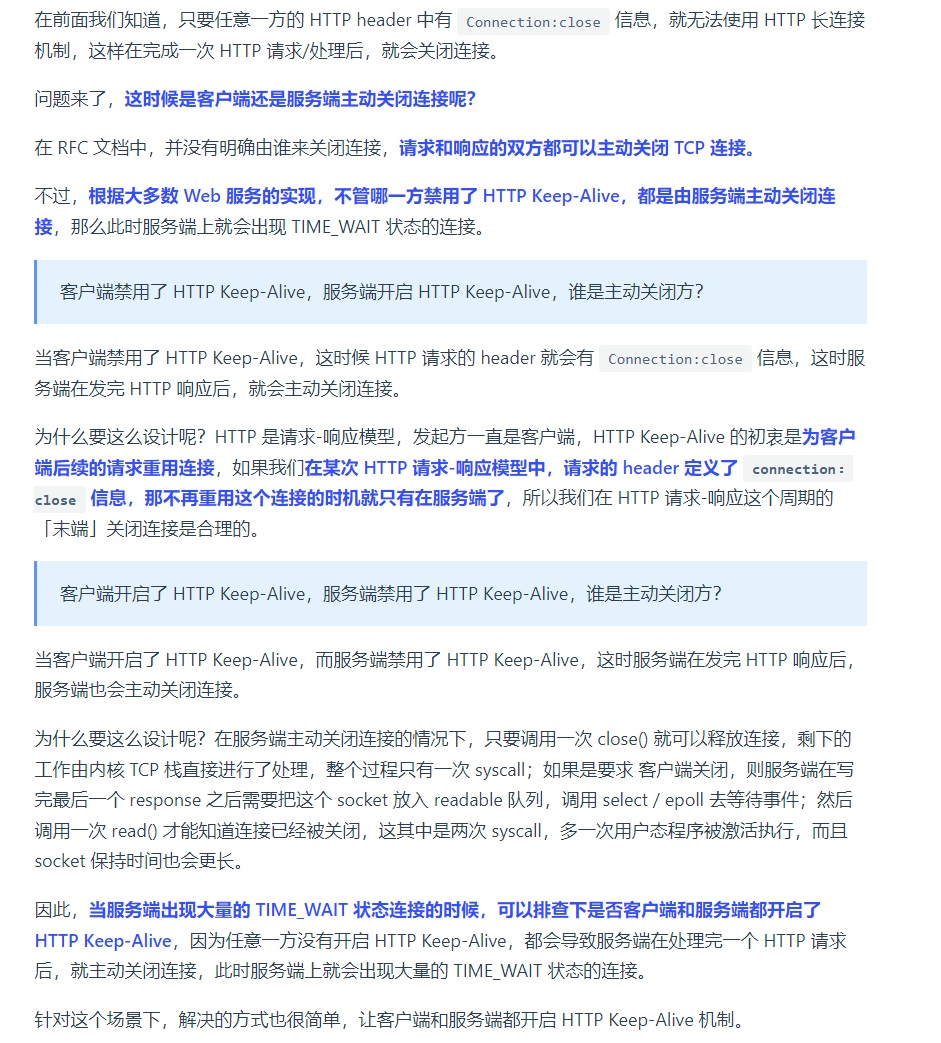 在前面我们知道，只要任意一方的 HTTP header 中有 Connection:close 信息，就无法使用 HTTP 长连接
机制，这样在完成一次 HTTP 请求/处理后，就会关闭连接。
问题来了，这时候是客户端还是服务端主动关闭连接呢？
在 RFC 文档中，并没有明确由谁来关闭连接，请求和响应的双方都可以主动关闭 TCP 连接。
不过，根据大多数 Web 服务的实现，不管哪一方禁用了 HTTP Keep-Alive，都是由服务端主动关闭连
接，那么此时服务端上就会出现 TIME_WAIT 状态的连接。
客户端禁用了 HTTP Keep-Alive，服务端开启 HTTP Keep-Alive，谁是主动关闭方？
当客户端禁用了 HTTP Keep-Alive，这时候 HTTP 请求的 header 就会有 Connection:close 信息，这时服
务端在发完 HTTP 响应后，就会主动关闭连接。
为什么要这么设计呢？HTTP 是请求-响应模型，发起方一直是客户端，HTTP Keep-Alive 的初衷是为客户
端后续的请求重用连接，如果我们在某次 HTTP 请求-响应模型中，请求的 header 定义了 connection：
close 信息，那不再重用这个连接的时机就只有在服务端了，所以我们在 HTTP 请求-响应这个周期的
「末端」关闭连接是合理的。
客户端开启了 HTTP Keep-Alive，服务端禁用了 HTTP Keep-Alive，谁是主动关闭方？
当客户端开启了 HTTP Keep-Alive，而服务端禁用了 HTTP Keep-Alive，这时服务端在发完 HTTP 响应后，
服务端也会主动关闭连接。
为什么要这么设计呢？在服务端主动关闭连接的情况下，只要调用一次 close() 就可以释放连接，剩下的
工作由内核 TCP 栈直接进行了处理，整个过程只有一次 syscall；如果是要求 客户端关闭，则服务端在写
完最后一个 response 之后需要把这个 socket 放入 readable 队列，调用 select / epoll 去等待事件；然后
调用一次 read() 才能知道连接已经被关闭，这其中是两次 syscall，多一次用户态程序被激活执行，而且
socket 保持时间也会更长。
因此，当服务端出现大量的 TIME_WAIT 状态连接的时候，可以排查下是否客户端和服务端都开启了
HTTP Keep-Alive，因为任意一方没有开启 HTTP Keep-Alive，都会导致服务端在处理完一个 HTTP 请求
后，就主动关闭连接，此时服务端上就会出现大量的 TIME_WAIT 状态的连接。
针对这个场景下，解决的方式也很简单，让客户端和服务端都开启 HTTP Keep-Alive 机制。